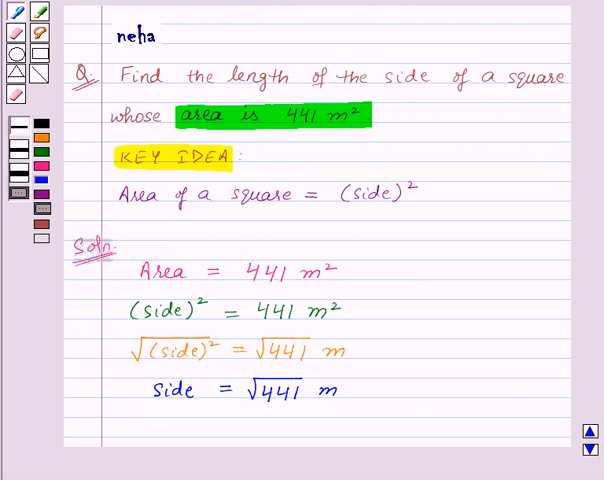 neha
Q. Find the length of the side of a square
whose area is 441 m².
KEY IDEA:
Area of a square = (side)²
Soln.
Area = 441 m²
(side)² = 441 m²
√(side)² = √441 m
side = √441 m